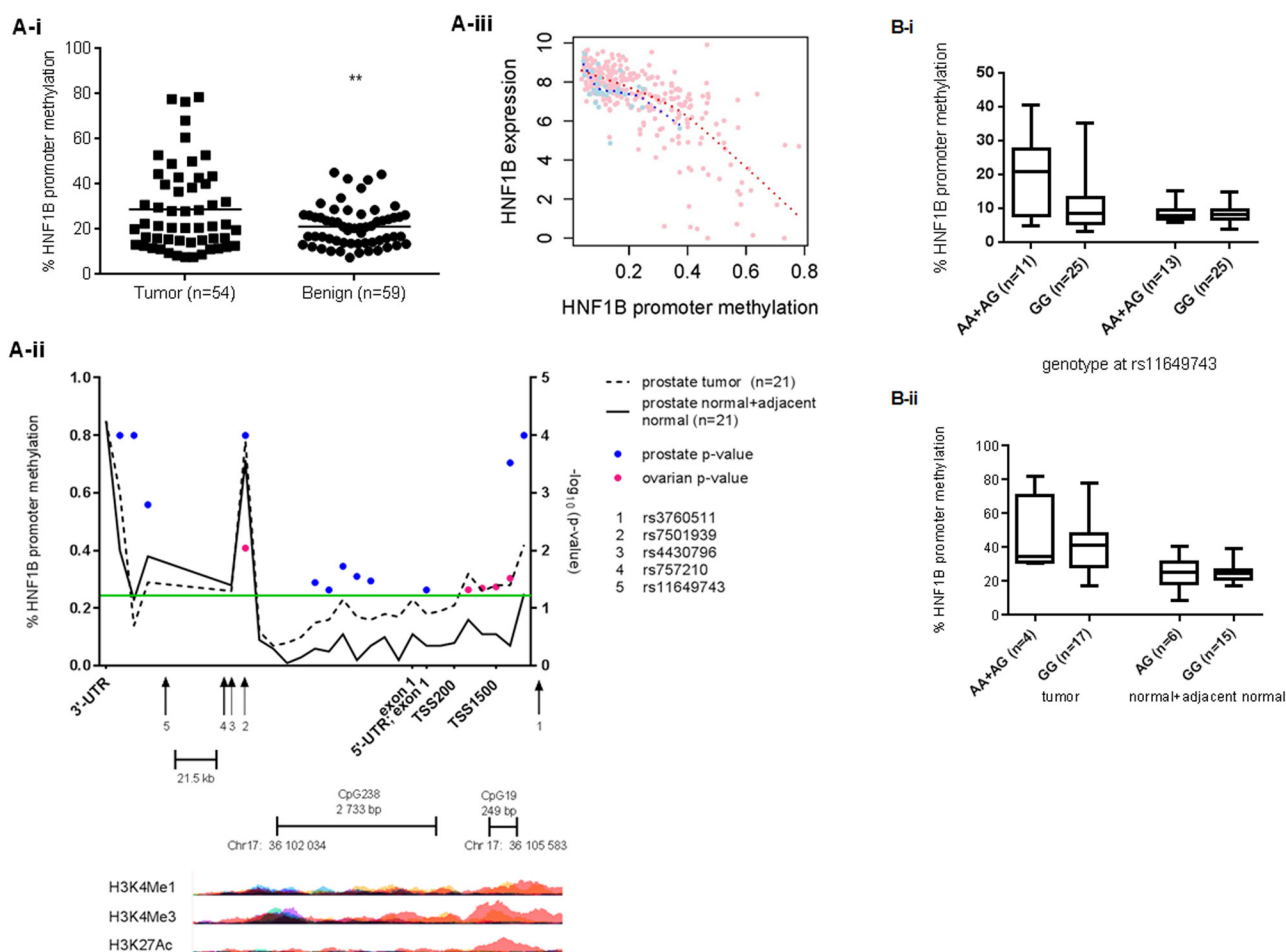 A-i
% HNF1B promoter methylation
100
80
60
40
20
0
**
Tumor (n=54)
Benign (n=59)
A-iii
HNF1B expression
10
8
6
4
2
0
0.2
0.4
0.6
0.8
HNF1B promoter methylation
B-i
% HNF1B promoter methylation
50
40
30
20
10
0
AA+AG (n=11)
GG (n=25)
AA+AG (n=13)
GG (n=25)
genotype at rs11649743
A-ii
% HNF1B promoter methylation
1.0
0.8
0.6
0.4
0.2
0.0
5
4
3
2
1
0
-log10 (p-value)
3'-UTR
exon 1
5'-UTR; exon 1
TSS200
TSS1500
5
4
3
2
1
prostate tumor (n=21)
prostate normal+adjacent
normal (n=21)
prostate p-value
ovarian p-value
1 rs3760511
2 rs7501939
3 rs4430796
4 rs757210
5 rs11649743
21.5 kb
CpG238
2 733 bp
CpG19
249 bp
Chr17: 36 102 034
Chr 17: 36 105 583
H3K4Me1
H3K4Me3
H3K27Ac
B-ii
% HNF1B promoter methylation
100
80
60
40
20
0
AA+AG (n=4)
GG (n=17)
AG (n=6)
GG (n=15)
tumor
normal+adjacent normal